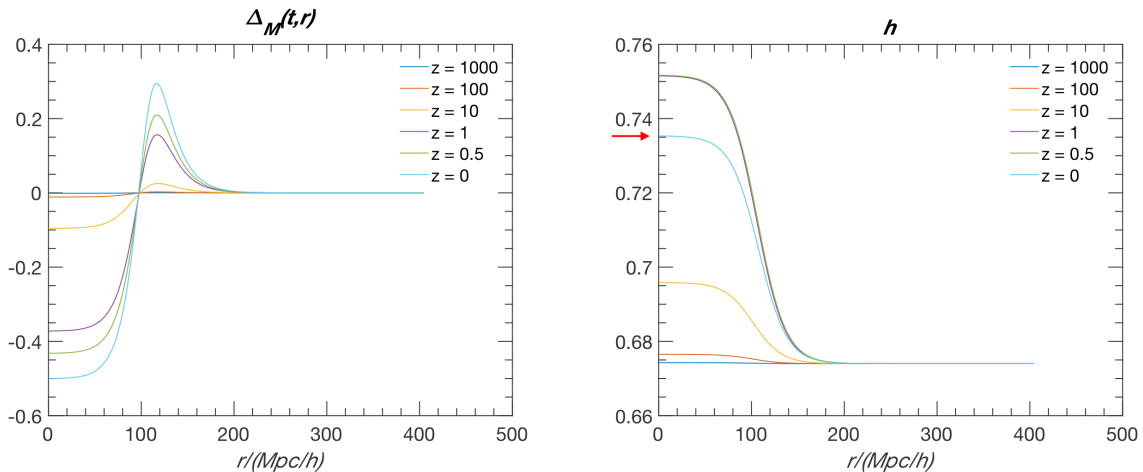 Δ_M(t,r)
0.4
0.2
0
-0.2
-0.4
-0.6
0
100
200
300
400
500
r/(Mpc/h)
z = 1000
z = 100
z = 10
z = 1
z = 0.5
z = 0
h
0.76
0.74
0.72
0.7
0.68
0.66
0
100
200
300
400
500
r/(Mpc/h)
z = 1000
z = 100
z = 10
z = 1
z = 0.5
z = 0